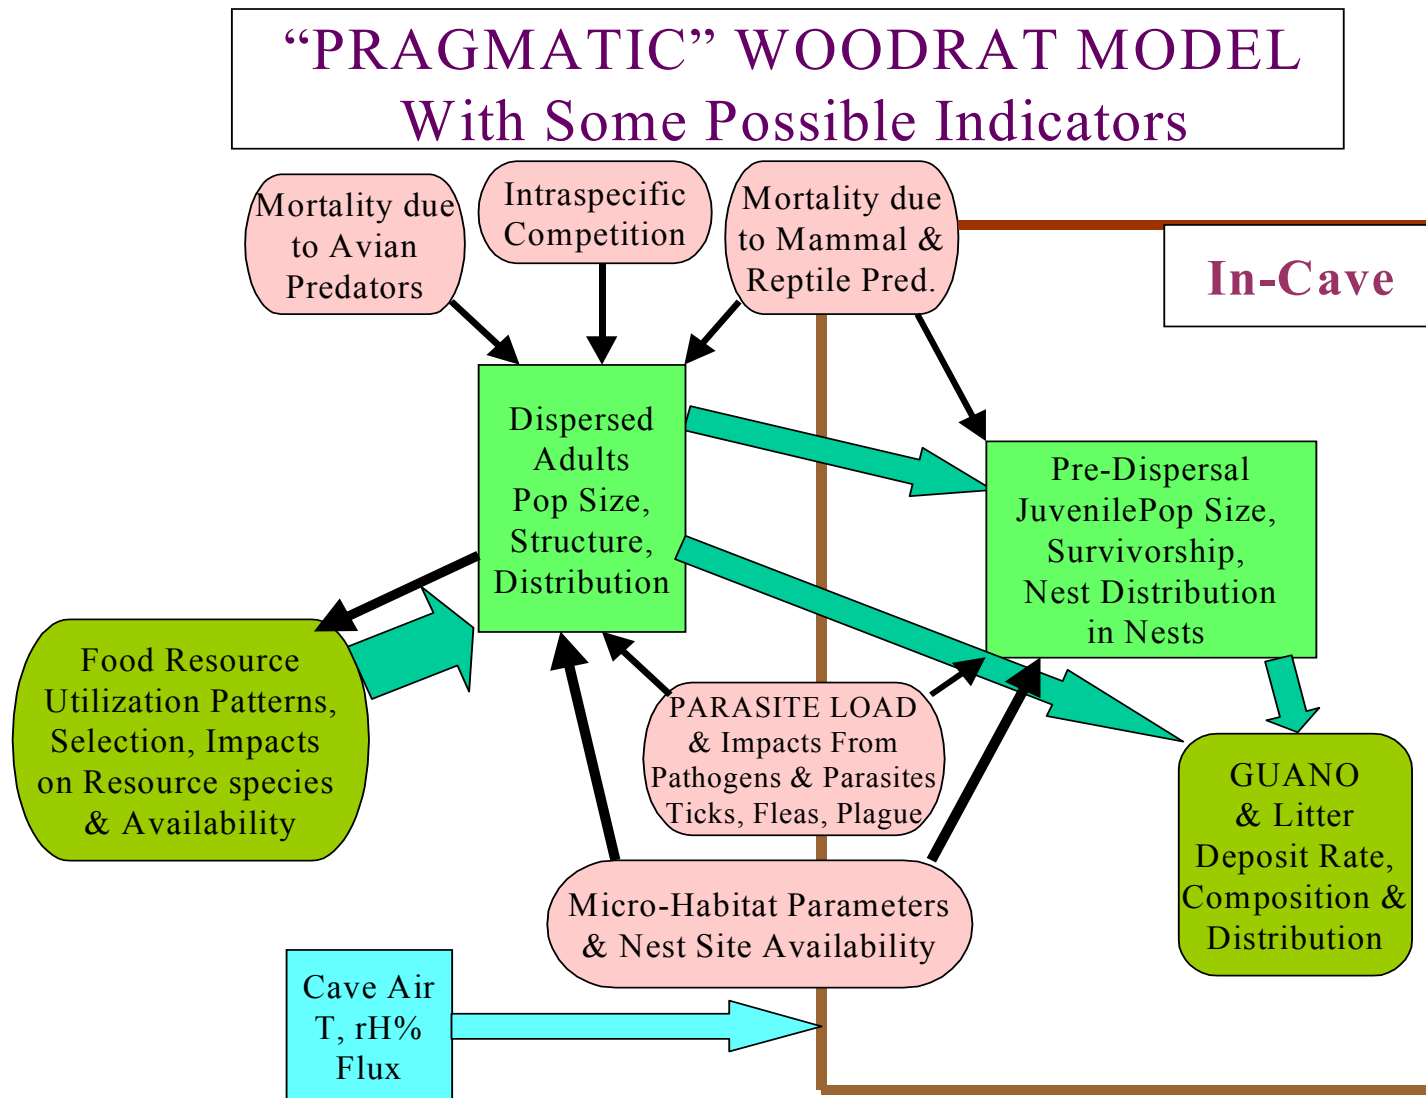 “PRAGMATIC” WOODRAT MODEL
With Some Possible Indicators
Mortality due
to Avian
Predators
Intraspecific
Competition
Mortality due
to Mammal &
Reptile Pred.
In-Cave
Dispersed
Adults
Pop Size,
Structure,
Distribution
Pre-Dispersal
JuvenilePop Size,
Survivorship,
Nest Distribution
in Nests
Food Resource
Utilization Patterns,
Selection, Impacts
on Resource species
& Availability
PARASITE LOAD
& Impacts From
Pathogens & Parasites
Ticks, Fleas, Plague
GUANO
& Litter
Deposit Rate,
Composition &
Distribution
Micro-Habitat Parameters
& Nest Site Availability
Cave Air
T, rH%
Flux